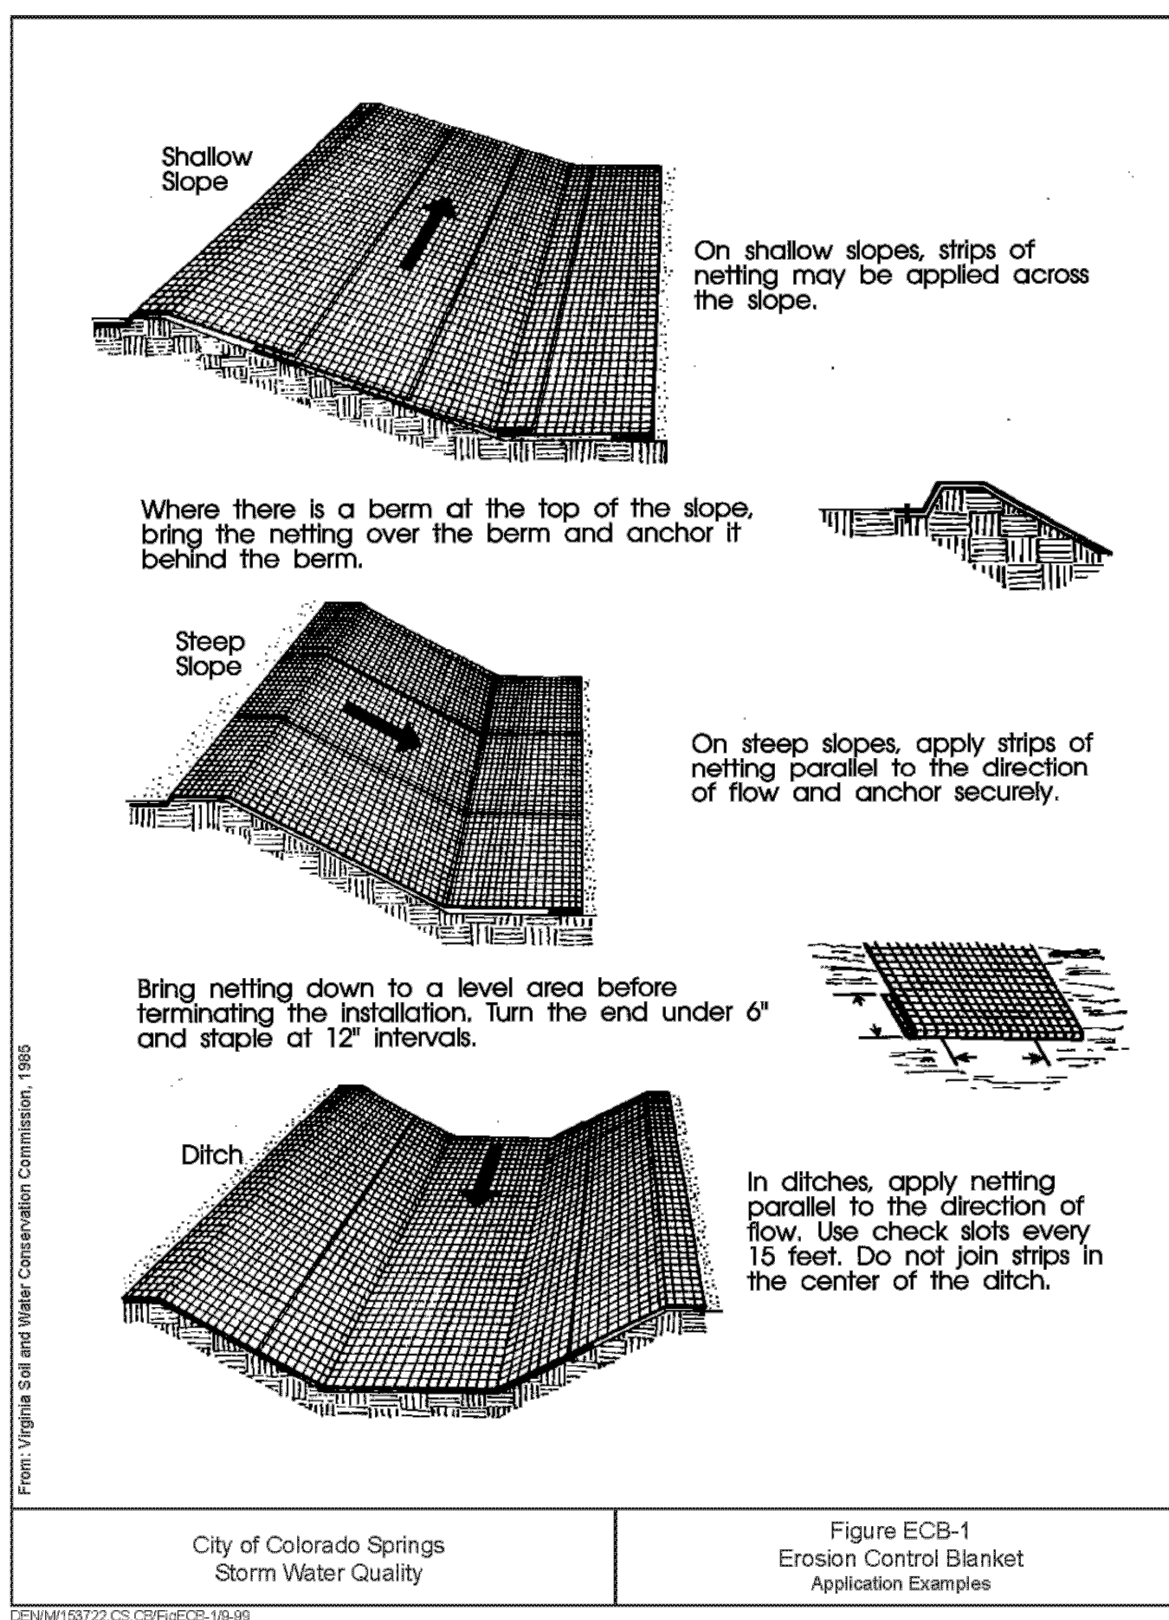 Shallow
Slope
On shallow slopes, strips of
netting may be applied across
the slope.
Where there is a berm at the top of the slope,
bring the netting over the berm and anchor it
behind the berm.
Steep
Slope
On steep slopes, apply strips of
netting parallel to the direction
of flow and anchor securely.
Bring netting down to a level area before
terminating the installation. Turn the end under 6"
and staple at 12" intervals.
Ditch
In ditches, apply netting
parallel to the direction of
flow. Use check slots every
15 feet. Do not join strips in
the center of the ditch.
From: Virginia Soil and Water Conservation Commission, 1985
City of Colorado Springs
Storm Water Quality
Figure ECB-1
Erosion Control Blanket
Application Examples
DEN/M/153722.CS.CB/FigECB-1/9-99